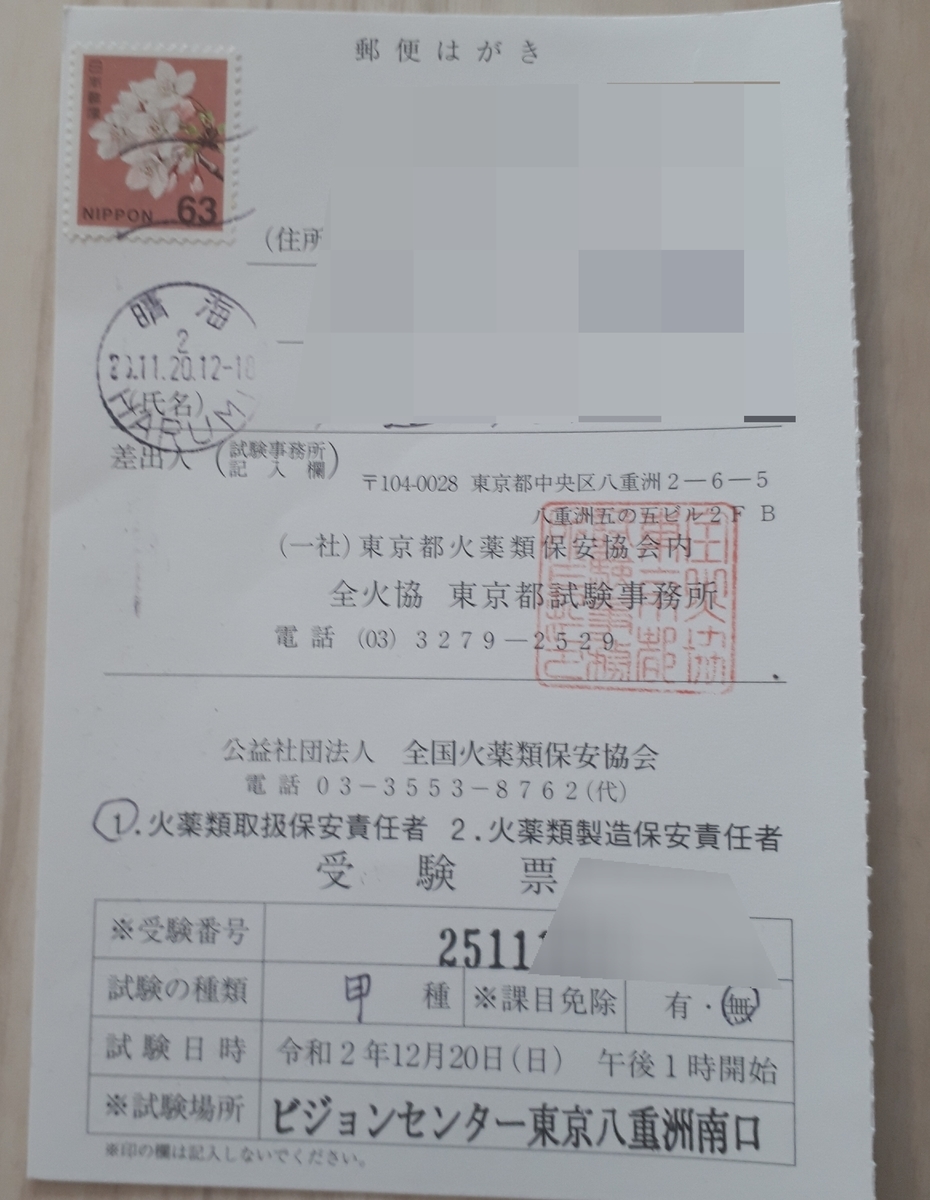 郵便はがき
日本郵便
NIPPON 63
(住所
晴海
2
11.20.12-18
HARUMI
(氏名)
差出人 (試験事務所記入欄)
〒104-0028 東京都中央区八重洲2-6-5
八重洲五の五ビル2F B
(一社)東京都火薬類保安協会内
全火協 東京都試験事務所
電話 (03) 3279-2529
公益社団法人 全国火薬類保安協会
電話 03-3553-8762(代)
1.火薬類取扱保安責任者 2.火薬類製造保安責任者
受験票
※受験番号 2511
試験の種類 甲種 ※課目免除 有・無
試験日時 令和2年12月20日(日) 午後1時開始
※試験場所 ビジョンセンター東京八重洲南口
※印の欄は記入しないでください。